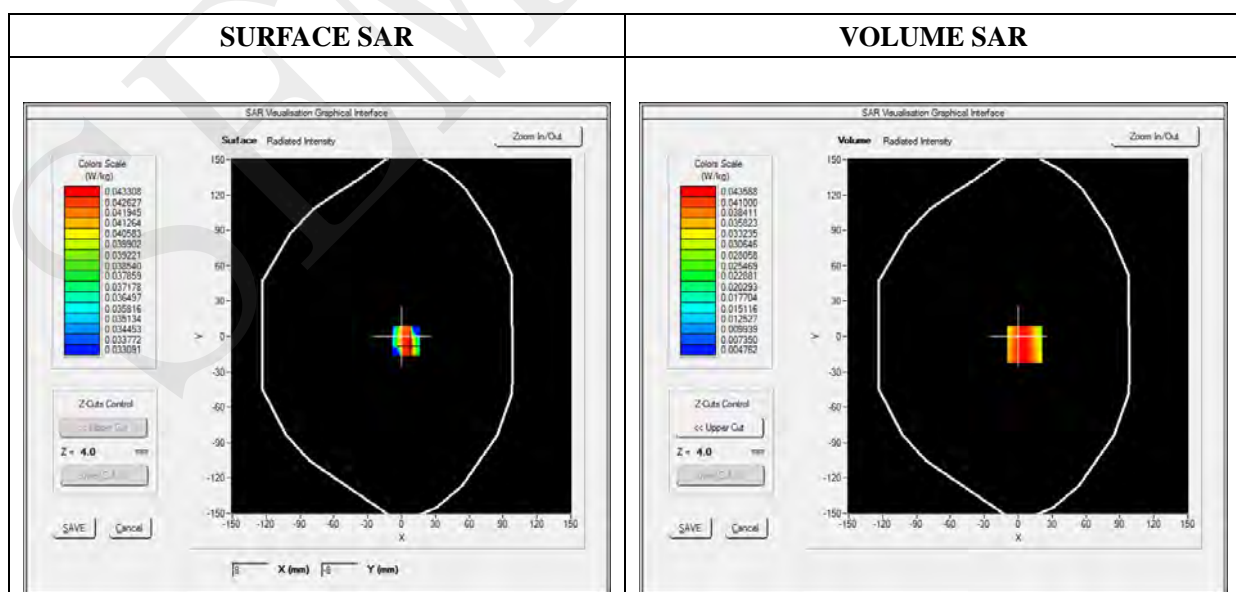 SURFACE SAR
VOLUME SAR
SAR Visualisation Graphical Interface
Surface Radiated Intensity
Zoom In/Out
Colors Scale
(W/kg)
0.043308
0.042627
0.041945
0.041264
0.040583
0.039902
0.039221
0.038540
0.037859
0.037178
0.036497
0.035816
0.035134
0.034453
0.033772
0.033091
Z-Cuts Control
<< Upper Cut
Z = 4.0 mm
SAVE Cancel
150
120
90
60
30
0
-30
-60
-90
-120
-150
Y
-150 -120 -90 -60 -30 0 30 60 90 120 150
X
X (mm)
Y (mm)
SAR Visualisation Graphical Interface
Volume Radiated Intensity
Zoom In/Out
Colors Scale
(W/kg)
0.043588
0.041000
0.038411
0.035823
0.033235
0.030646
0.028058
0.025469
0.022881
0.020293
0.017704
0.015116
0.012527
0.009939
0.007350
0.004762
Z-Cuts Control
<< Upper Cut
Z = 4.0 mm
SAVE Cancel
150
120
90
60
30
0
-30
-60
-90
-120
-150
Y
-150 -120 -90 -60 -30 0 30 60 90 120 150
X